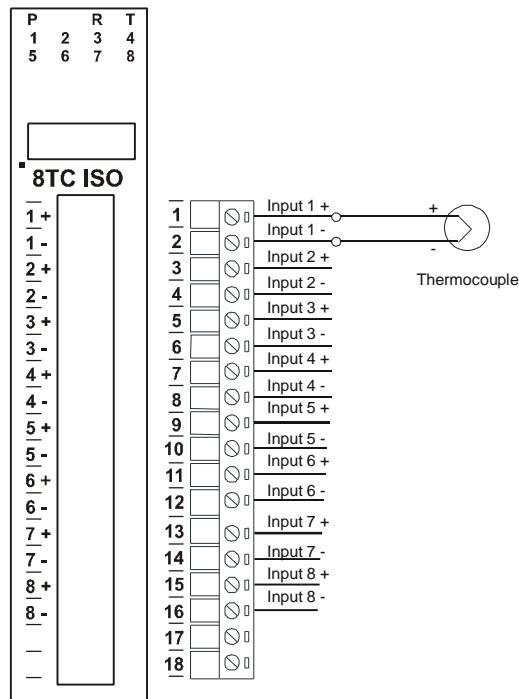 P R T
1 2 3 4
5 6 7 8
8TC ISO
1 +
1 -
2 +
2 -
3 +
3 -
4 +
4 -
5 +
5 -
6 +
6 -
7 +
7 -
8 +
8 -
1 Input 1 + +
2 Input 1 - -
3 Input 2 +
4 Input 2 -
5 Input 3 +
6 Input 3 -
7 Input 4 +
8 Input 4 -
9 Input 5 +
10 Input 5 -
11 Input 6 +
12 Input 6 -
13 Input 7 +
14 Input 7 -
15 Input 8 +
16 Input 8 -
17
18
Thermocouple